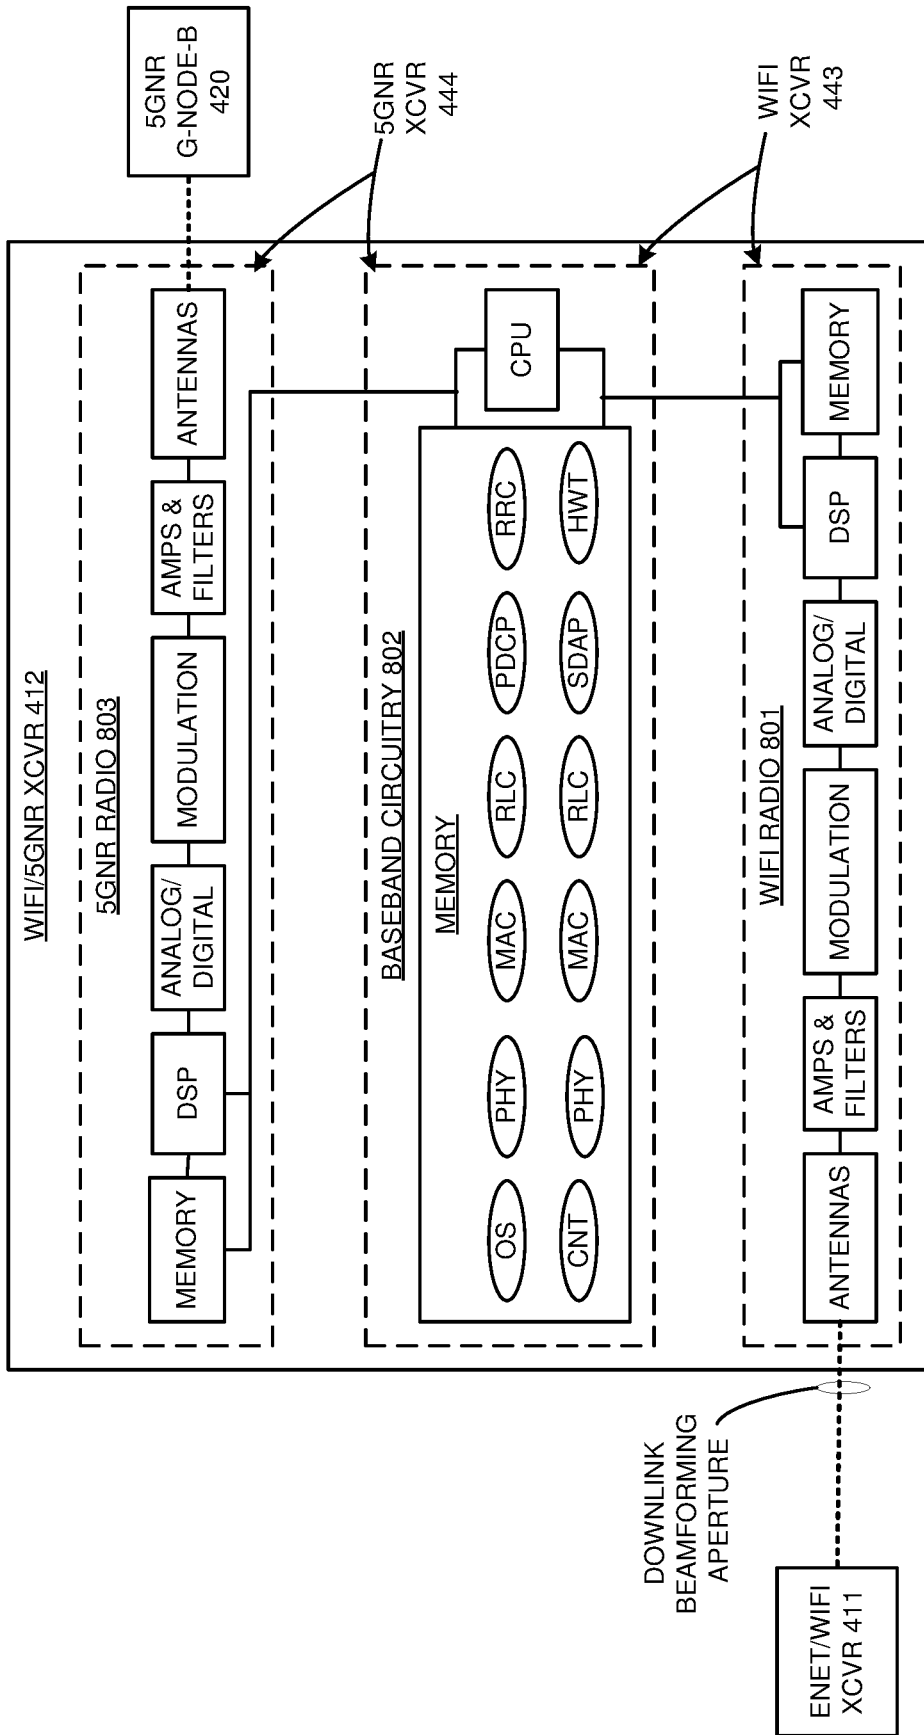 WIFI/5GNR XCVR 412
5GNR RADIO 803
MEMORY
DSP
ANALOG/
DIGITAL
MODULATION
AMPS &
FILTERS
ANTENNAS
5GNR
G-NODE-B
420
5GNR
XCVR
444
BASEBAND CIRCUITRY 802
MEMORY
OS
PHY
MAC
RLC
PDCP
RRC
CNT
PHY
MAC
RLC
SDAP
HWT
CPU
WIFI
XCVR
443
WIFI RADIO 801
ANTENNAS
AMPS &
FILTERS
MODULATION
ANALOG/
DIGITAL
DSP
MEMORY
DOWNLINK
BEAMFORMING
APERTURE
ENET/WIFI
XCVR 411